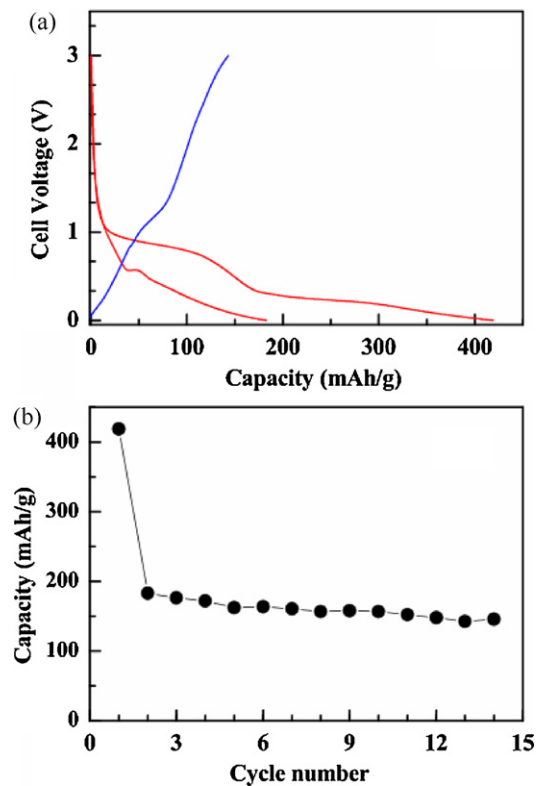 (a)
3
2
1
0
Cell Voltage (V)
0 100 200 300 400
Capacity (mAh/g)
(b)
400
300
200
100
0
Capacity (mAh/g)
0 3 6 9 12 15
Cycle number